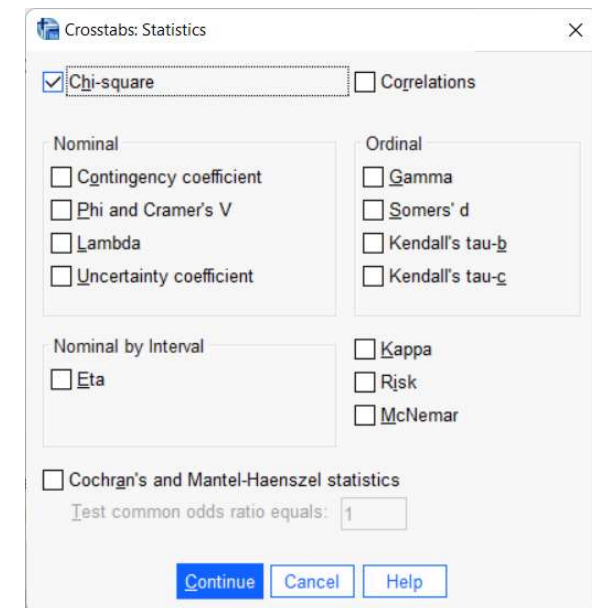 Crosstabs: Statistics
Chi-square
Correlations
Nominal
Contingency coefficient
Phi and Cramer's V
Lambda
Uncertainty coefficient
Ordinal
Gamma
Somers' d
Kendall's tau-b
Kendall's tau-c
Nominal by Interval
Eta
Kappa
Risk
McNemar
Cochran's and Mantel-Haenszel statistics
Test common odds ratio equals: 1
Continue Cancel Help